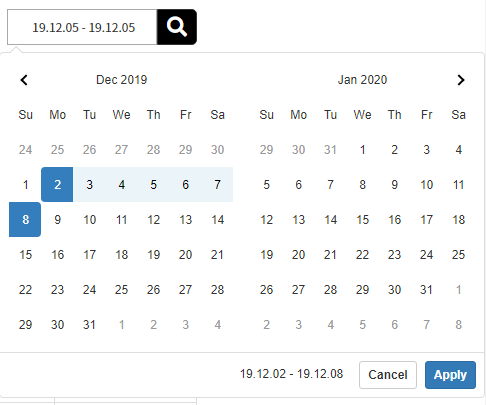 19.12.05 - 19.12.05
Dec 2019
Su Mo Tu We Th Fr Sa
24 25 26 27 28 29 30
1 2 3 4 5 6 7
8 9 10 11 12 13 14
15 16 17 18 19 20 21
22 23 24 25 26 27 28
29 30 31 1 2 3 4
Jan 2020
Su Mo Tu We Th Fr Sa
29 30 31 1 2 3 4
5 6 7 8 9 10 11
12 13 14 15 16 17 18
19 20 21 22 23 24 25
26 27 28 29 30 31 1
2 3 4 5 6 7 8
19.12.02 - 19.12.08 Cancel Apply